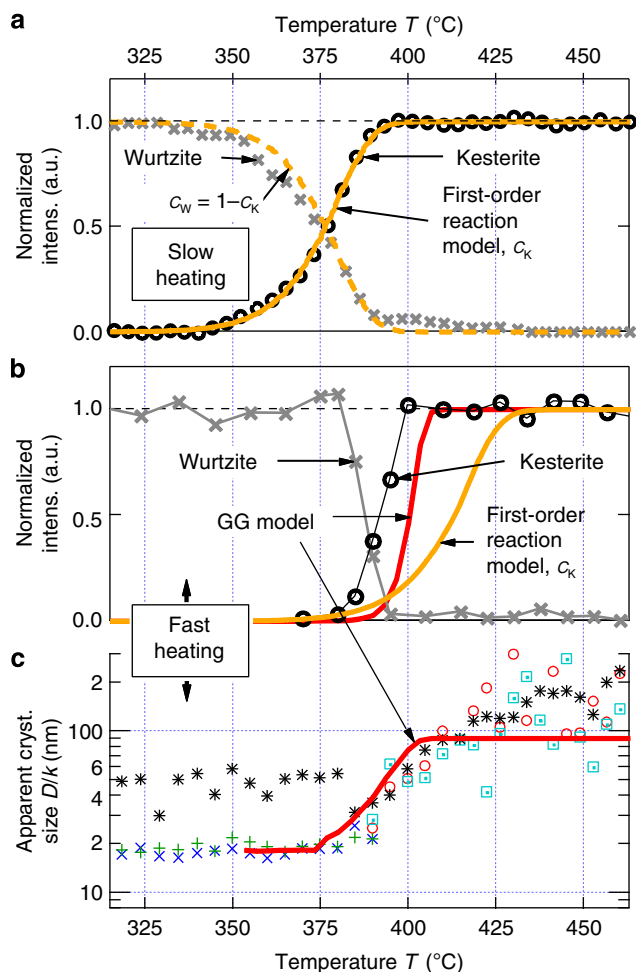 a
Temperature T (°C)
325 350 375 400 425 450
Normalized
intens. (a.u.)
1.0
0.5
0.0
Wurtzite
Kesterite
C_W = 1–C_K
First-order
reaction
model, C_K
Slow
heating
b
Normalized
intens. (a.u.)
1.0
0.5
0.0
Wurtzite
Kesterite
GG model
First-order
reaction
model, C_K
Fast
heating
c
Apparent cryst.
size D/k (nm)
2
100
6
4
2
10
325 350 375 400 425 450
Temperature T (°C)